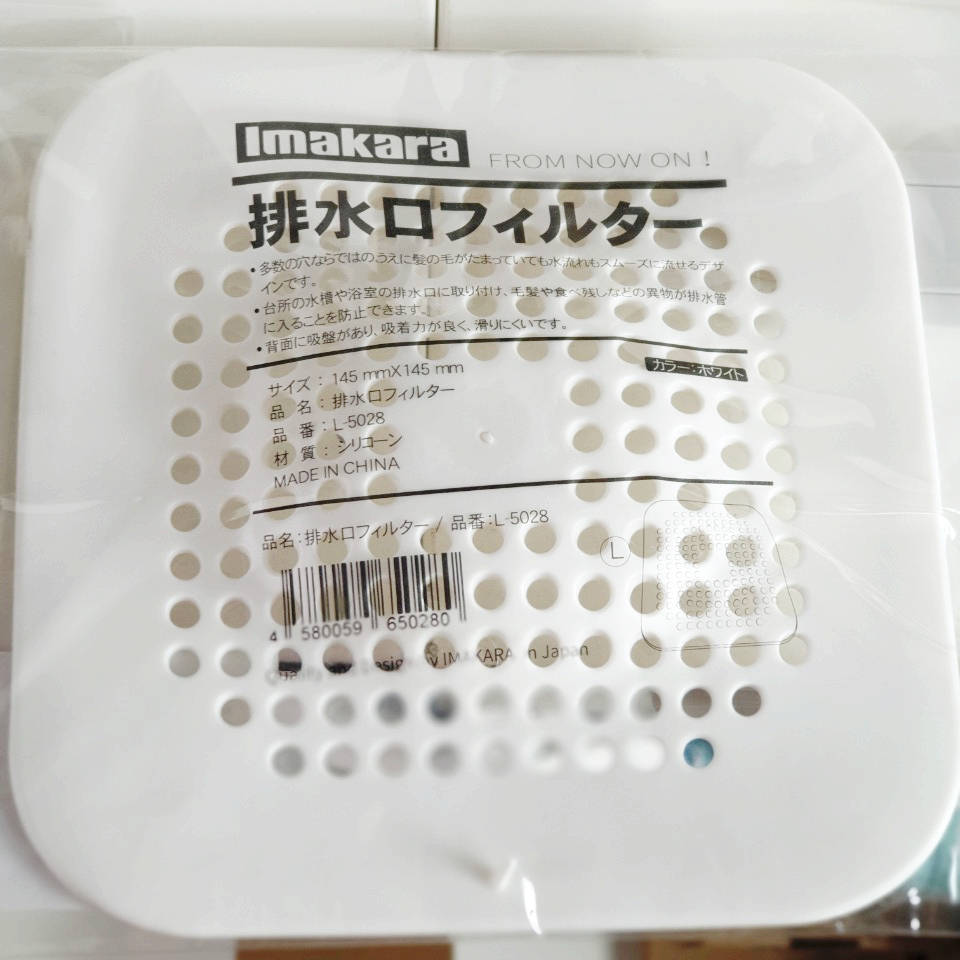 Imakara FROM NOW ON !
排水口フィルター
•多数の穴ならではのうえに髪の毛がたまっていても水流れもスムーズに流せるデザ
インです。
•台所の水槽や浴室の排水口に取り付け、毛髪や食べ残しなどの異物が排水管
に入ることを防止できます。
•背面に吸盤があり、吸着力が良く、滑りにくいです。
カラー:ホワイト
サイズ : 145 mmX145 mm
品 名 : 排水口フィルター
品 番 : L-5028
材 質 : シリコーン
MADE IN CHINA
品名:排水口フィルター / 品番:L-5028
L
4 580059 650280
Quality and Design by IMAKARA in Japan